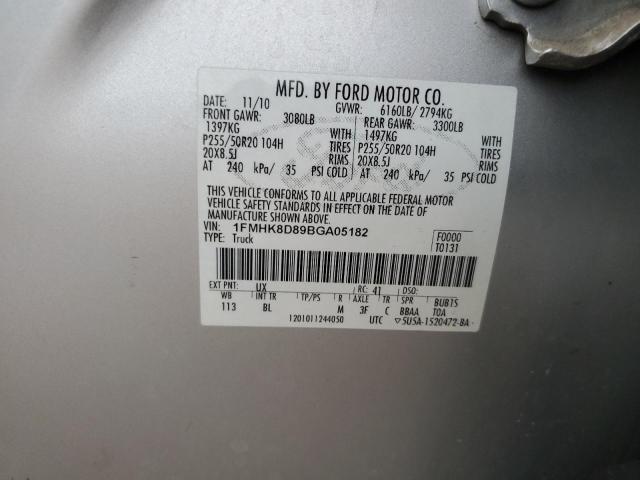 MFD. BY FORD MOTOR CO.
DATE: 11/10 GVWR: 6160LB/ 2794KG
FRONT GAWR: 3080LB REAR GAWR: 3300LB
1397KG WITH 1497KG WITH
P255/50R20 104H TIRES P255/50R20 104H TIRES
20X8.5J RIMS 20X8.5J RIMS
AT 240 kPa/ 35 PSI COLD AT 240 kPa/ 35 PSI COLD
THIS VEHICLE CONFORMS TO ALL APPLICABLE FEDERAL MOTOR
VEHICLE SAFETY STANDARDS IN EFFECT ON THE DATE OF
MANUFACTURE SHOWN ABOVE.
VIN: 1FMHK8D89BGA05182 F0000
TYPE: Truck T0131
EXT PNT: UX RC: 41 DSO:
WB INT TR TP/PS R AXLE TR SPR BUB1S
113 BL M 3F C BBAA TOA
1201011244050 UTC 5U5A-1520472-BA